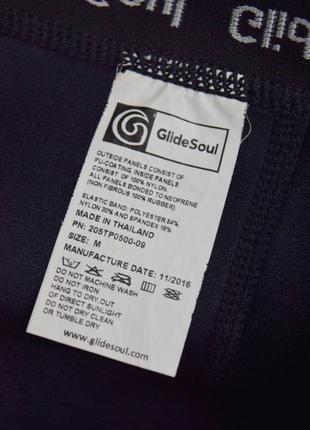 GlideSoul
OUTSIDE PANELS CONSIST OF
PU-COATING, INSIDE PANELS
CONSIST OF 100% NYLON.
ALL PANELS BONDED TO NEOPRENE
(NON FIBROUS 100% RUBBER)
ELASTIC BAND: POLYESTER 54%
NYLON 30% AND SPANDEX 16%
MADE IN THAILAND
PN: 205TP0500-09
SIZE: M
MANUFACTURE DATE: 11/2016
DO NOT MACHINE WASH
DO NOT IRON
HANG TO DRY, OUT
OF DIRECT SUNLIGHT
DO NOT DRY CLEAN
OR TUMBLE DRY
www.glidesoul.com